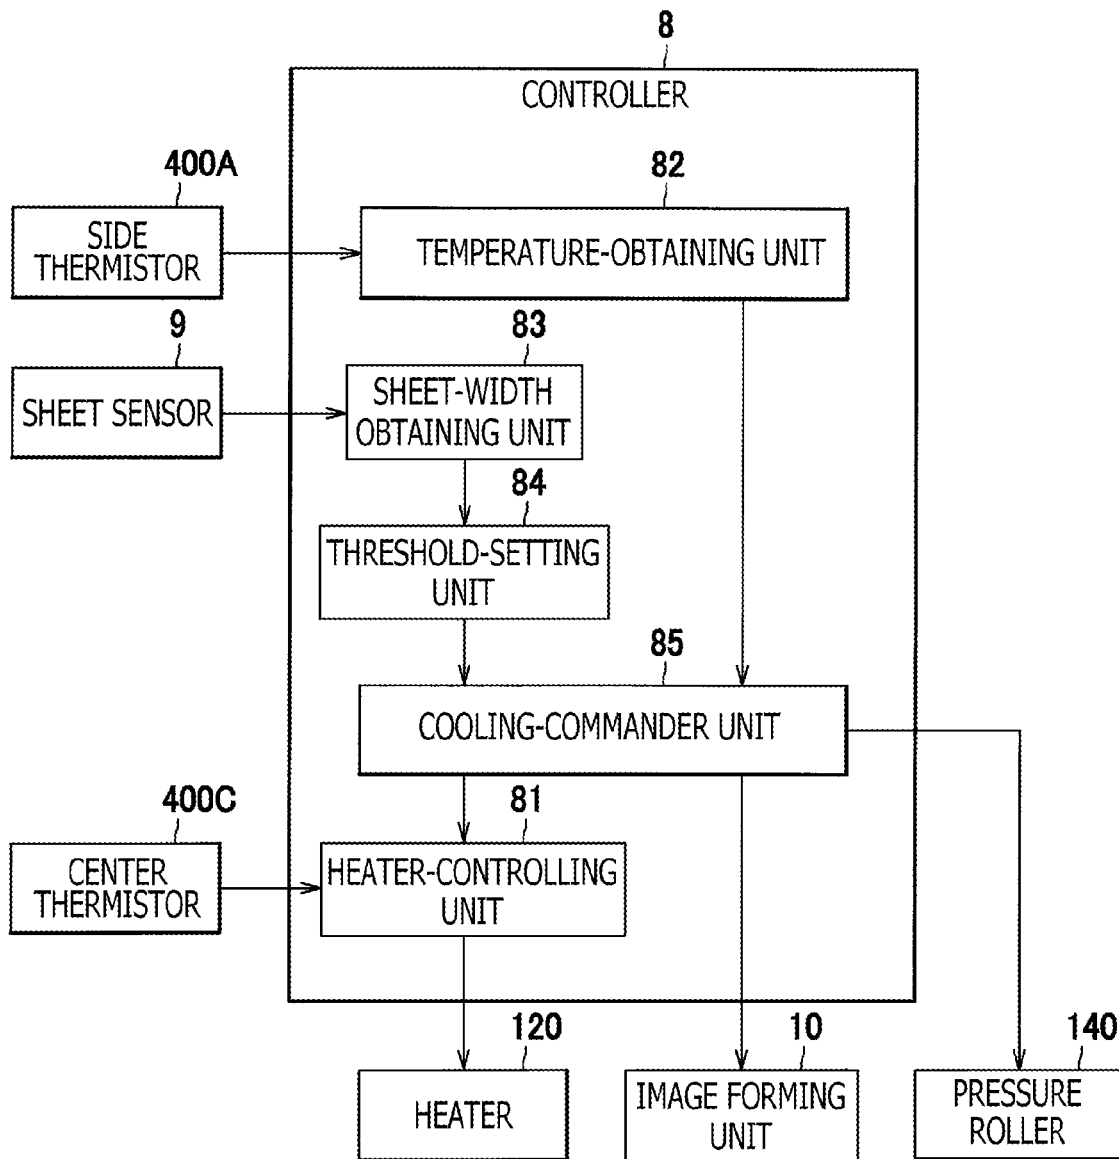 8
CONTROLLER
400A
82
SIDE
THERMISTOR
TEMPERATURE-OBTAINING UNIT
9
83
SHEET SENSOR
SHEET-WIDTH
OBTAINING UNIT
84
THRESHOLD-SETTING
UNIT
85
COOLING-COMMANDER UNIT
400C
81
CENTER
THERMISTOR
HEATER-CONTROLLING
UNIT
120
10
140
HEATER
IMAGE FORMING
UNIT
PRESSURE
ROLLER